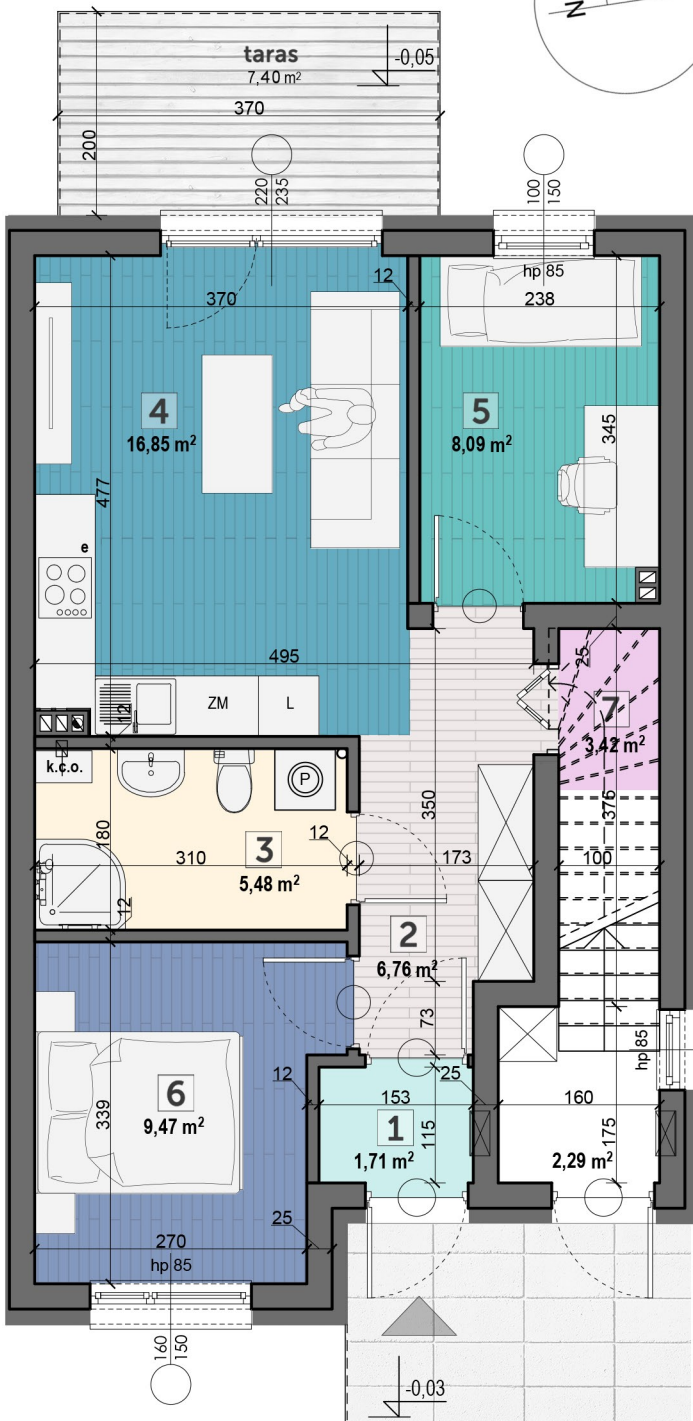 N
taras
7,40 m²
-0,05
370
200
220
235
100
150
hp 85
12
370
238
4
16,85 m²
5
8,09 m²
345
477
e
495
25
ZM
L
12
7
3,42 m²
k.c.o.
P
350
376
180
310
3
5,48 m²
12
173
100
12
2
6,76 m²
73
hp 85
6
9,47 m²
339
12
153
25
160
1
1,71 m²
115
175
2,29 m²
25
270
hp 85
160
150
-0,03